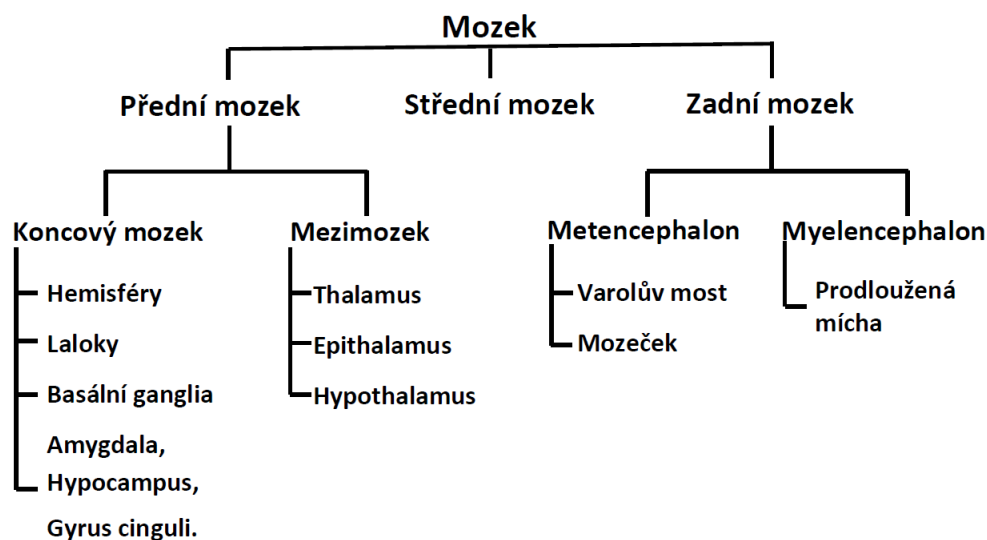 Mozek
Přední mozek
Střední mozek
Zadní mozek
Koncový mozek
Hemisféry
Laloky
Basální ganglia
Amygdala,
Hypocampus,
Gyrus cinguli.
Mezimozek
Thalamus
Epithalamus
Hypothalamus
Metencephalon
Varolův most
Mozeček
Myelencephalon
Prodloužená
mícha